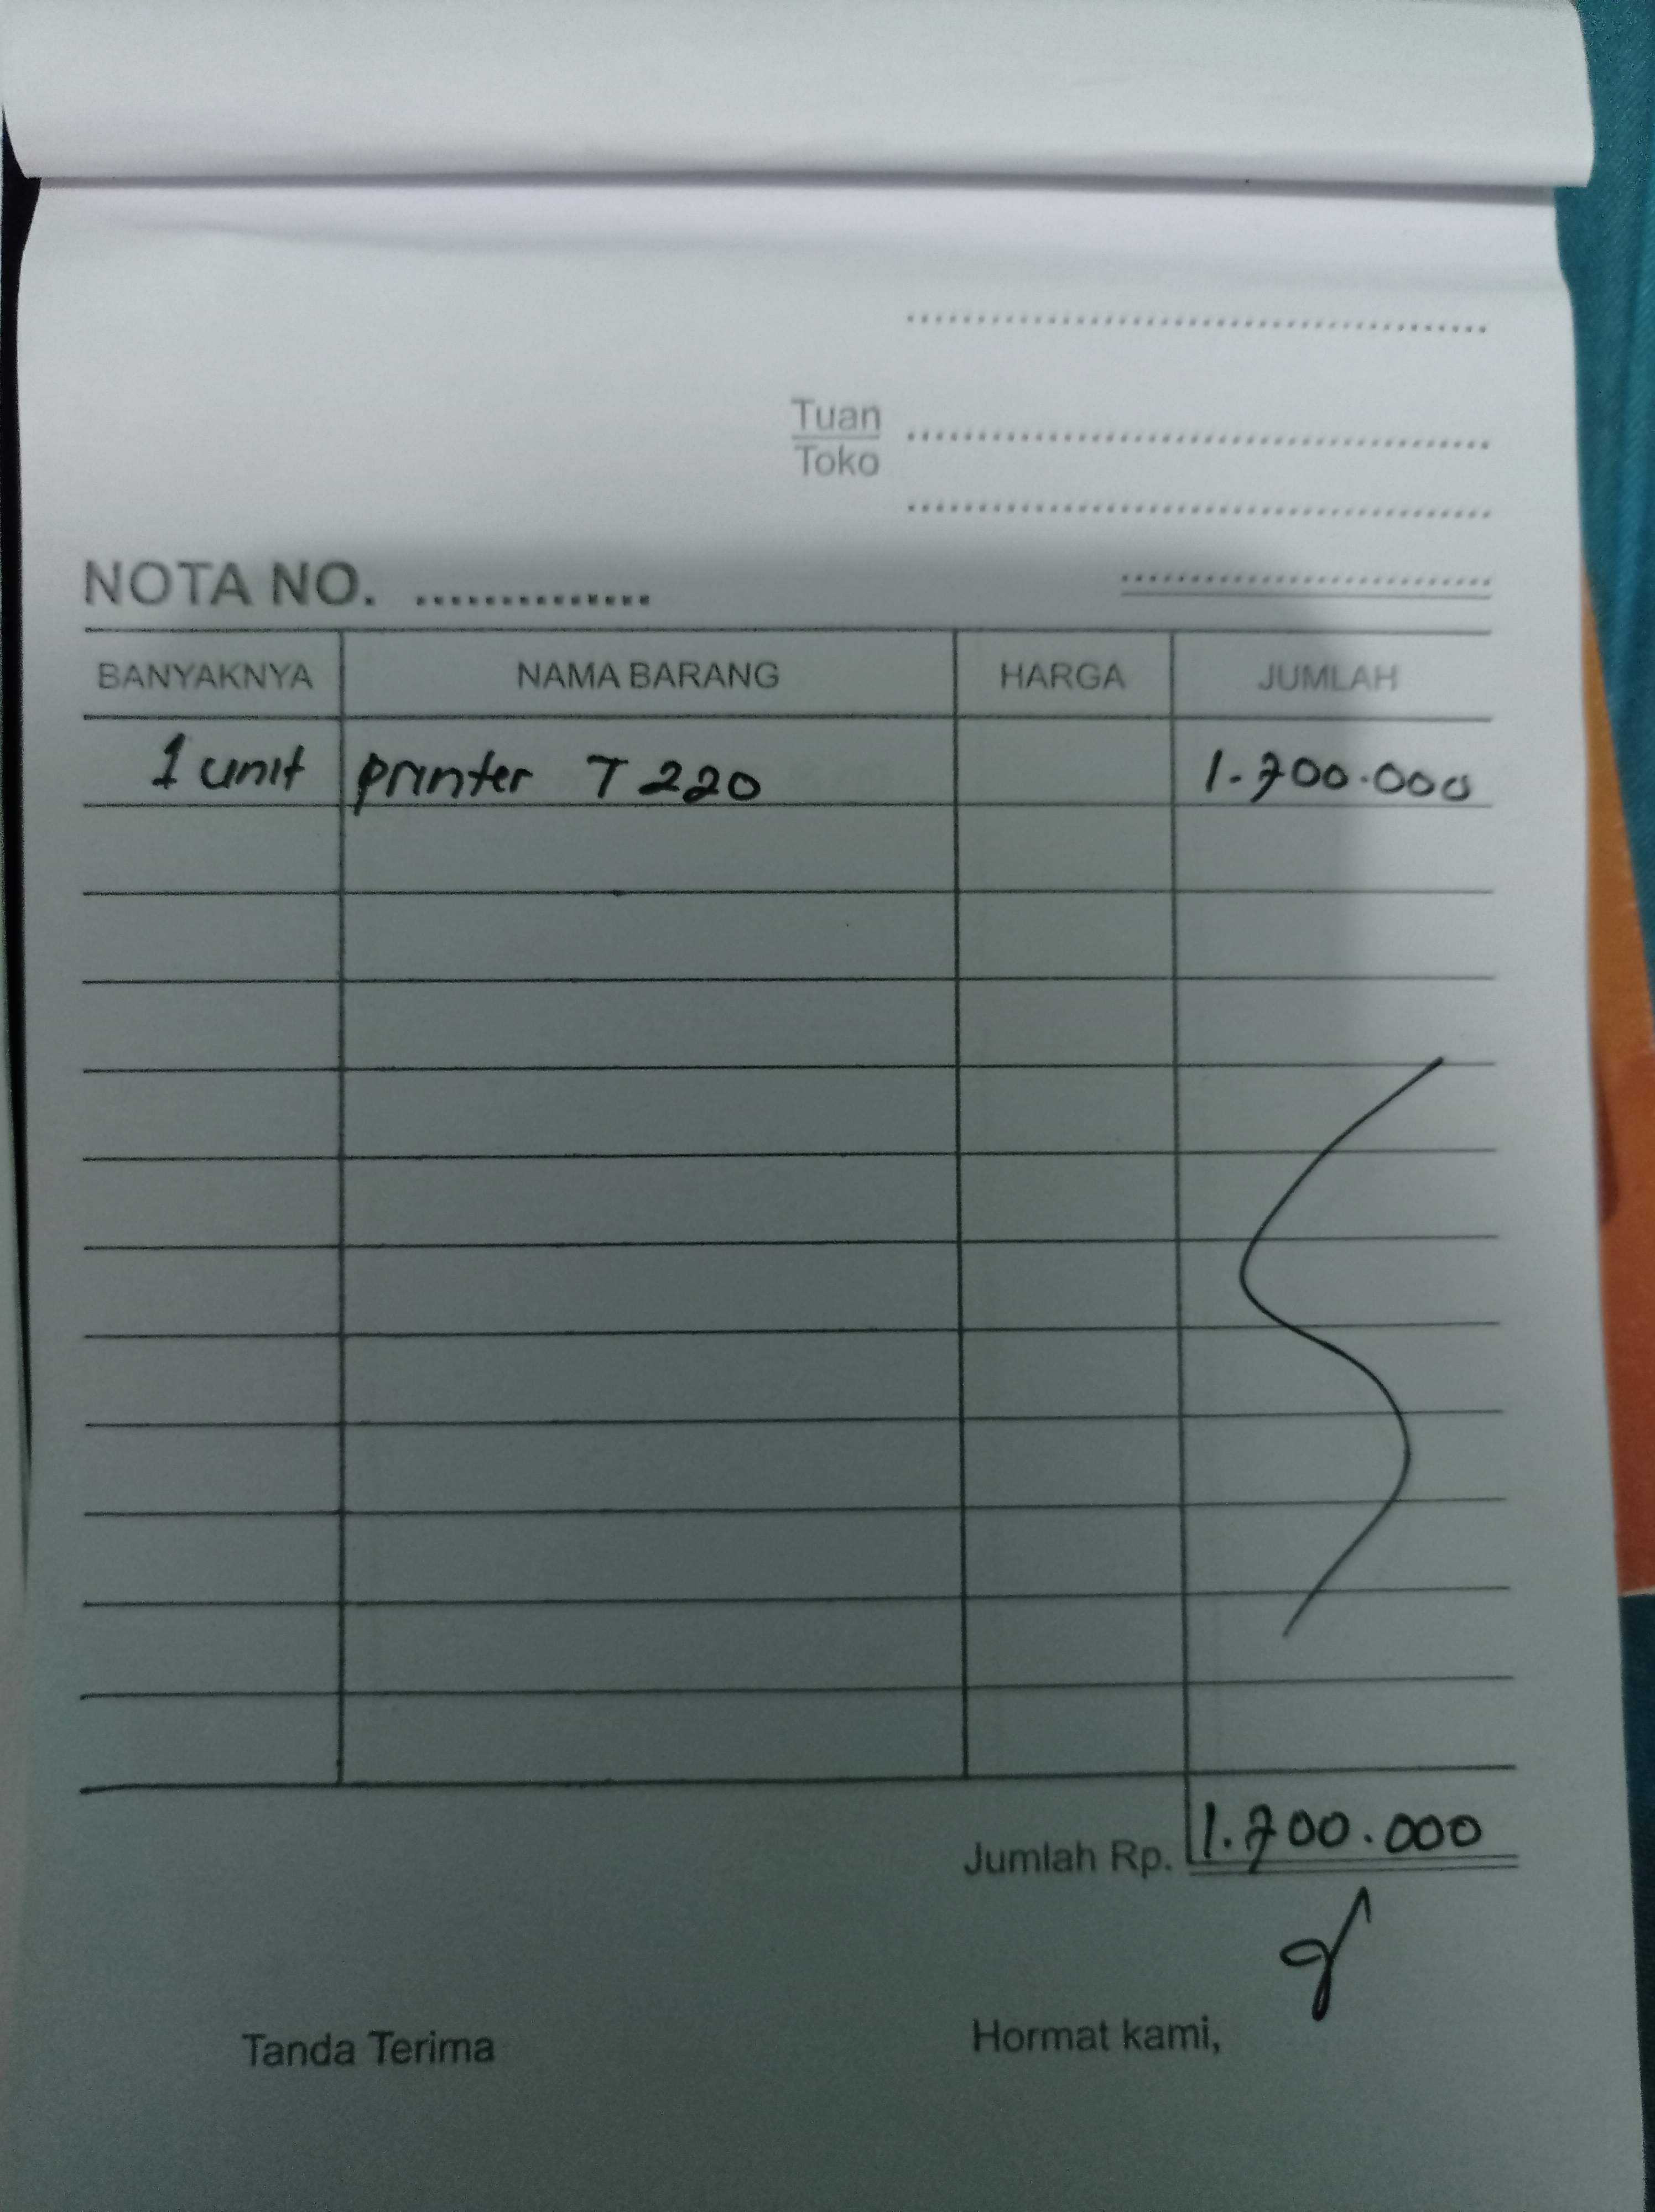 Tuan
Toko
NOTA NO. ..............
BANYAKNYA NAMA BARANG HARGA JUMLAH
1 unit printer T 220 1.700.000
Jumlah Rp. 1.700.000
Tanda Terima Hormat kami,